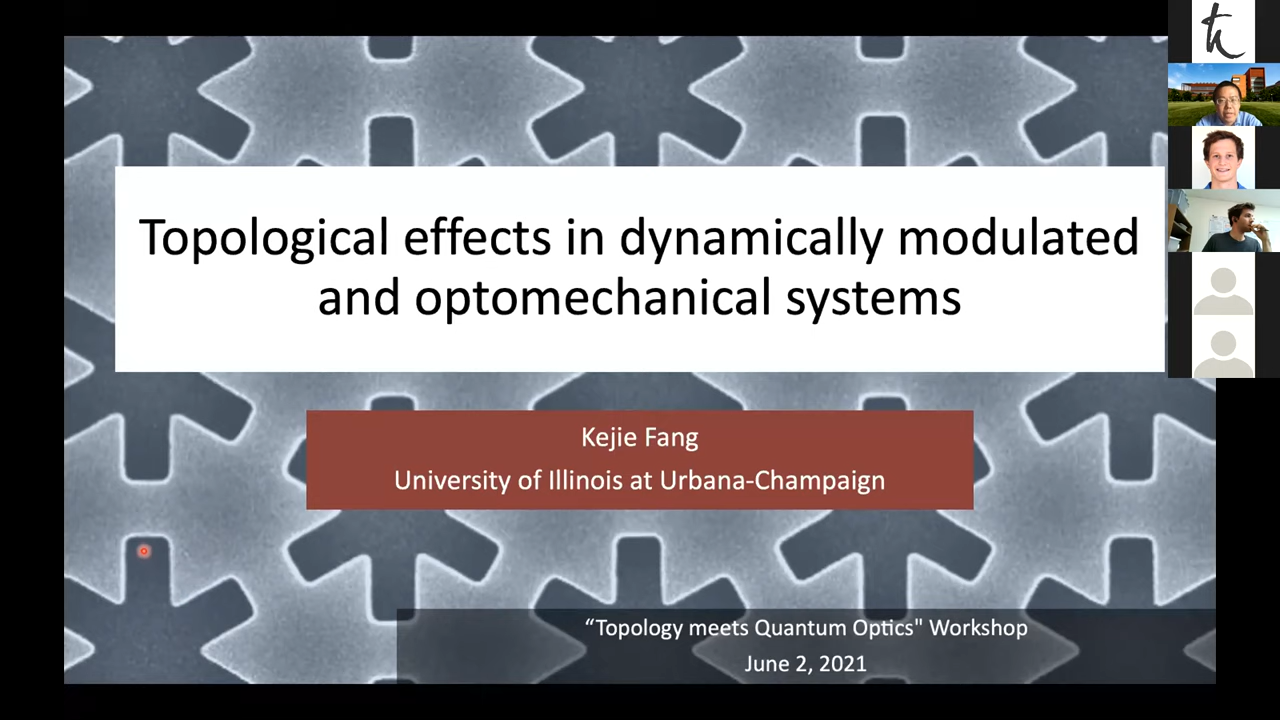 Topological effects in dynamically modulated
and optomechanical systems
Kejie Fang
University of Illinois at Urbana-Champaign
“Topology meets Quantum Optics" Workshop
June 2, 2021